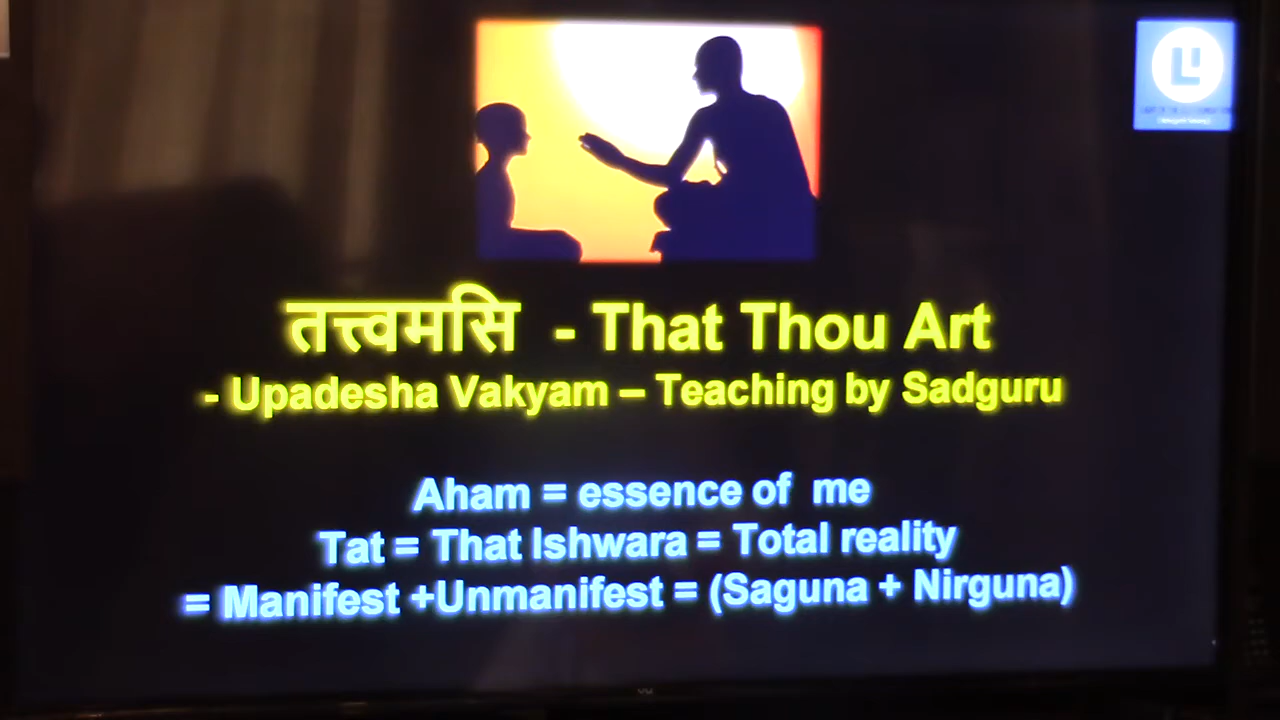 तत्त्वमसि - That Thou Art
- Upadesha Vakyam – Teaching by Sadguru
Aham = essence of me
Tat = That Ishwara = Total reality
= Manifest +Unmanifest = (Saguna + Nirguna)